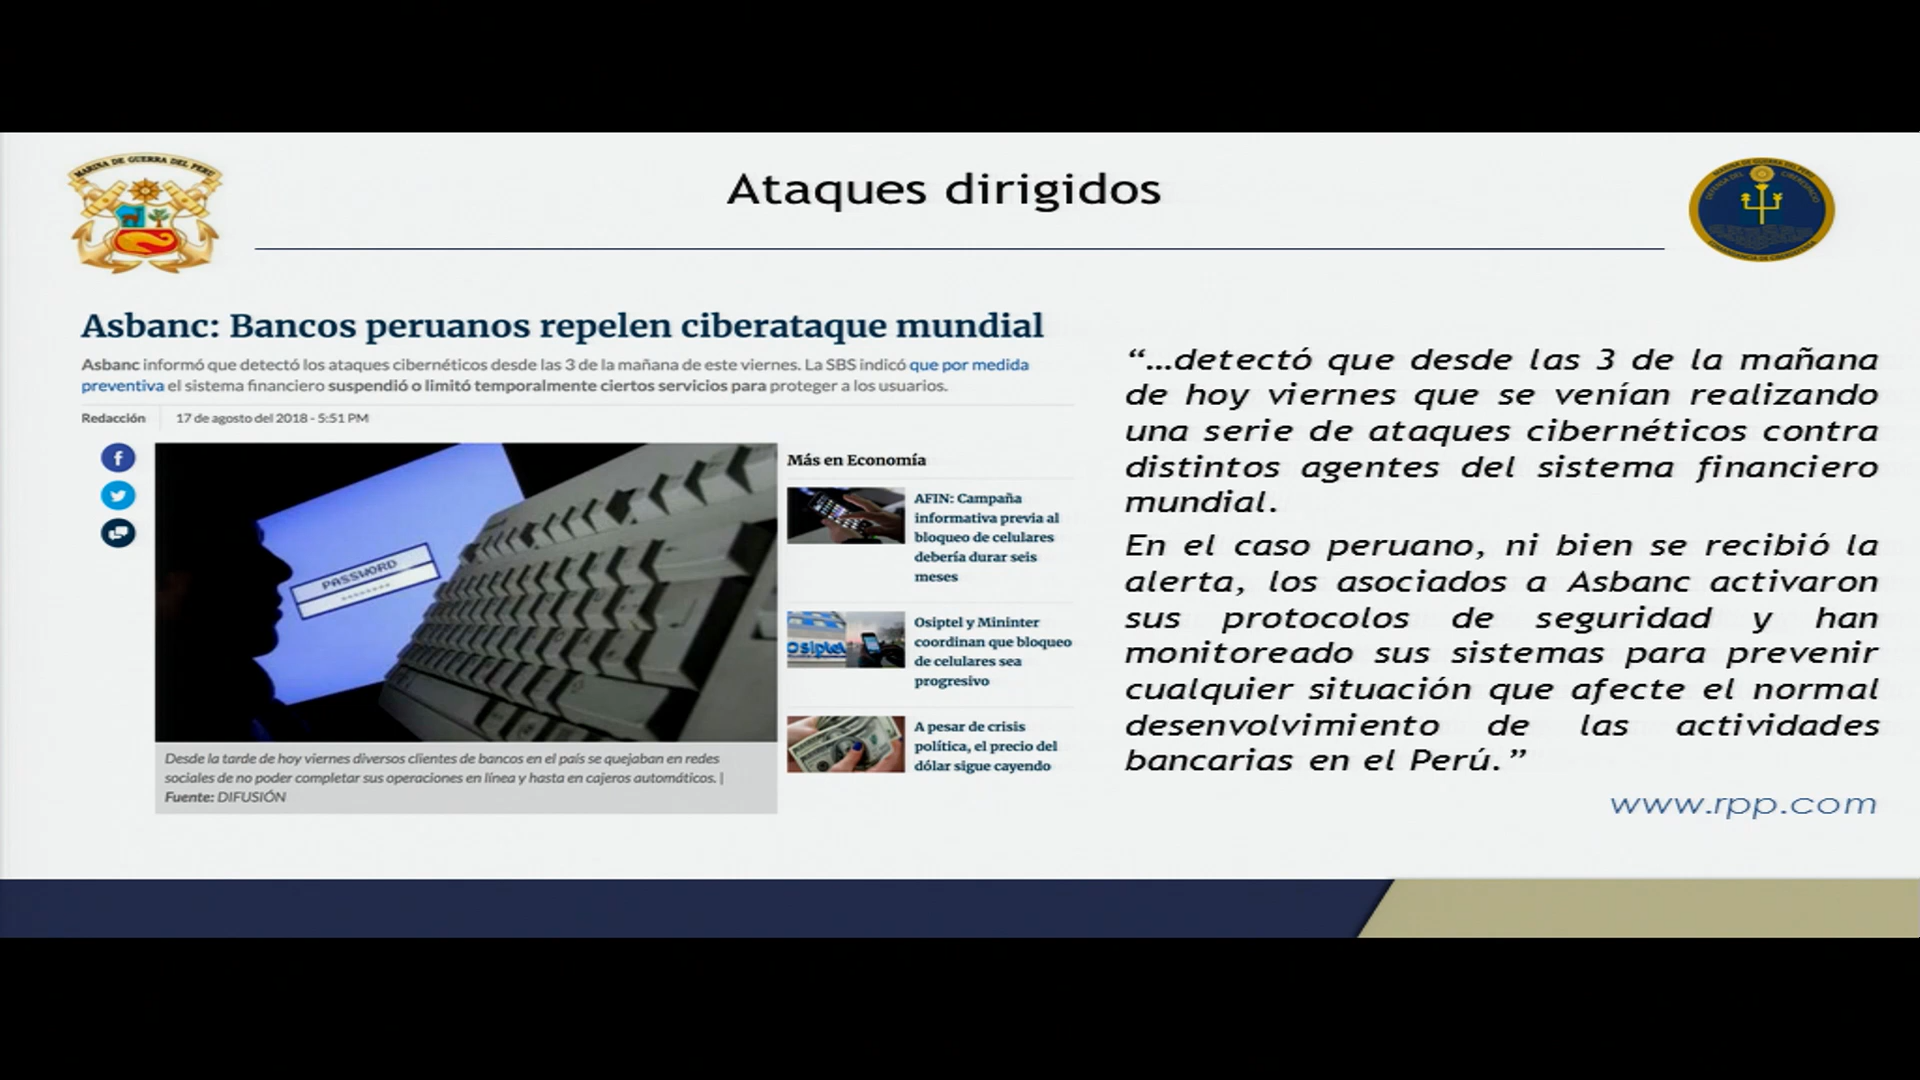 MARINA DE GUERRA DEL PERU
Ataques dirigidos
MARINA DE GUERRA DEL PERU
COMANDANCIA DE CIBERDEFENSA
Asbanc: Bancos peruanos repelen ciberataque mundial
Asbanc informó que detectó los ataques cibernéticos desde las 3 de la mañana de este viernes. La SBS indicó que por medida
preventiva el sistema financiero suspendió o limitó temporalmente ciertos servicios para proteger a los usuarios.
Redacción 17 de agosto del 2018 - 5:51 PM
PASSWORD
Desde la tarde de hoy viernes diversos clientes de bancos en el país se quejaban en redes
sociales de no poder completar sus operaciones en línea y hasta en cajeros automáticos. |
Fuente: DIFUSIÓN
Más en Economía
AFIN: Campaña
informativa previa al
bloqueo de celulares
debería durar seis
meses
osiptel
Osiptel y Mininter
coordinan que bloqueo
de celulares sea
progresivo
A pesar de crisis
política, el precio del
dólar sigue cayendo
“…detectó que desde las 3 de la mañana
de hoy viernes que se venían realizando
una serie de ataques cibernéticos contra
distintos agentes del sistema financiero
mundial.
En el caso peruano, ni bien se recibió la
alerta, los asociados a Asbanc activaron
sus protocolos de seguridad y han
monitoreado sus sistemas para prevenir
cualquier situación que afecte el normal
desenvolvimiento de las actividades
bancarias en el Perú.”
www.rpp.com